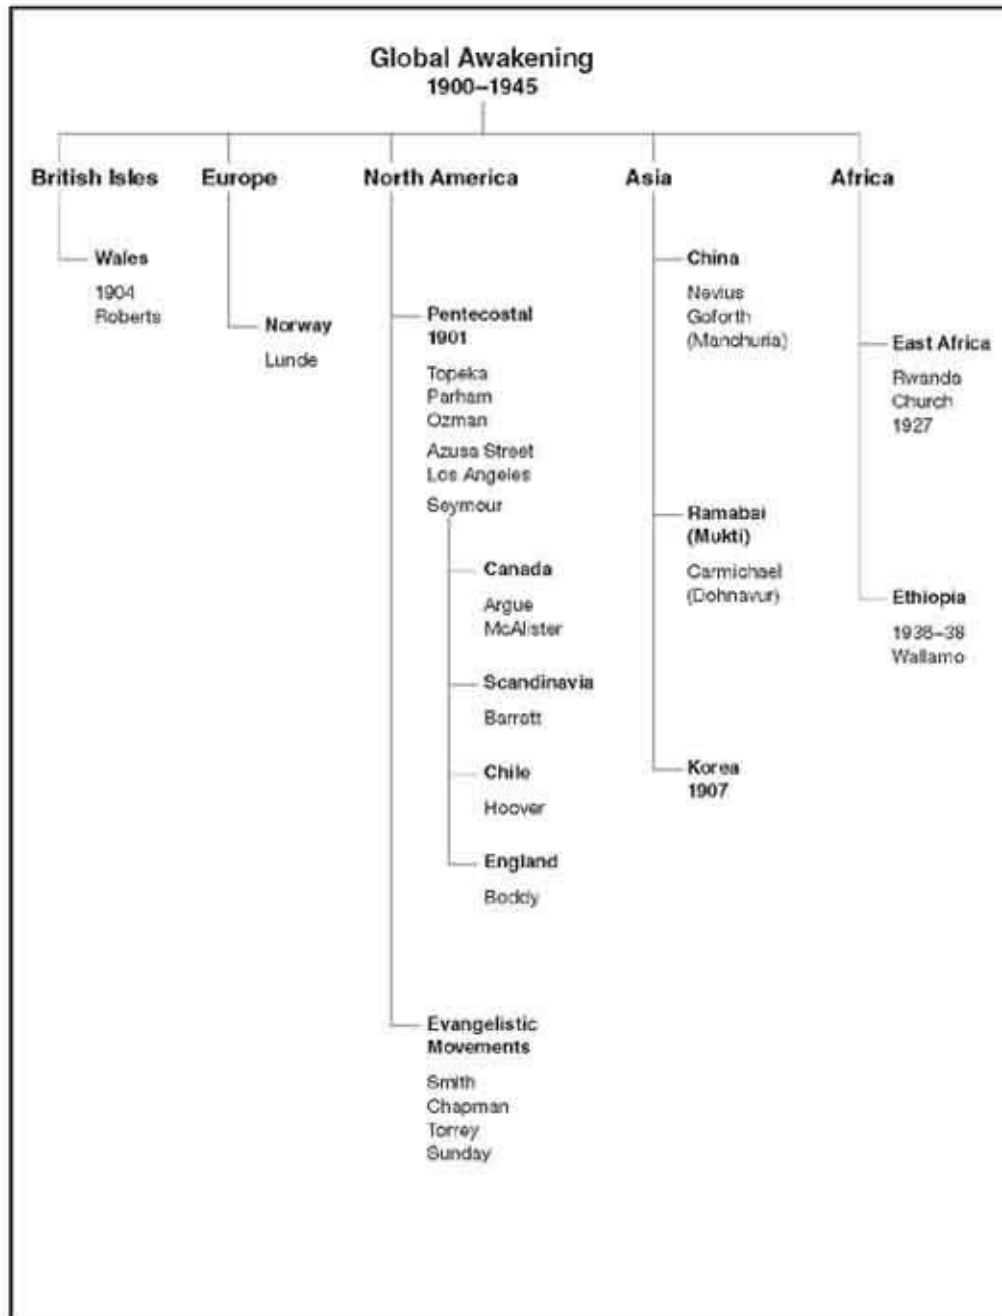 Global Awakening
1900–1945
British Isles
Europe
North America
Asia
Africa
Wales
1904
Roberts
Norway
Lunde
Pentecostal
1901
Topeka
Parham
Ozman
Azusa Street
Los Angeles
Seymour
Canada
Argue
McAlister
Scandinavia
Barratt
Chile
Hoover
England
Boddy
Evangelistic
Movements
Smith
Chapman
Torrey
Sunday
China
Nevius
Goforth
(Manchuria)
Ramabai
(Mukti)
Carmichael
(Dohnavur)
Korea
1907
East Africa
Rwanda
Church
1927
Ethiopia
1936–38
Wallamo